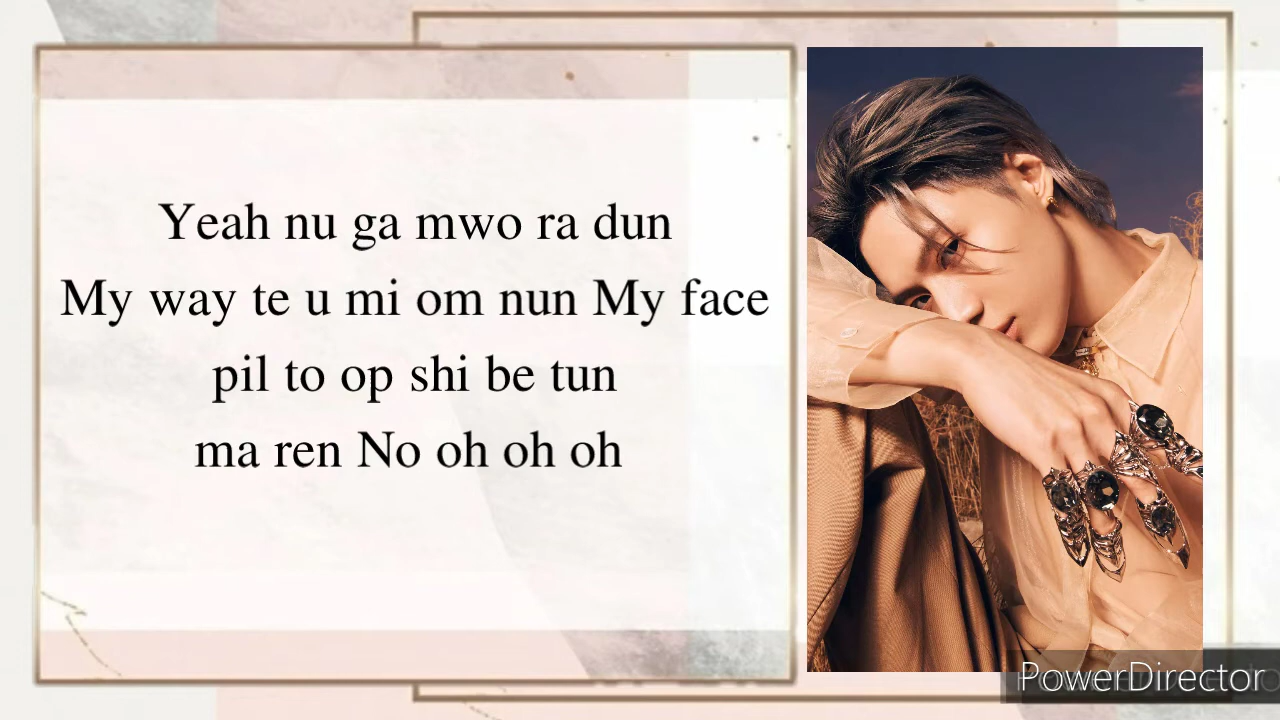 Yeah nu ga mwo ra dun
My way te u mi om nun My face
pil to op shi be tun
ma ren No oh oh oh
PowerDirector